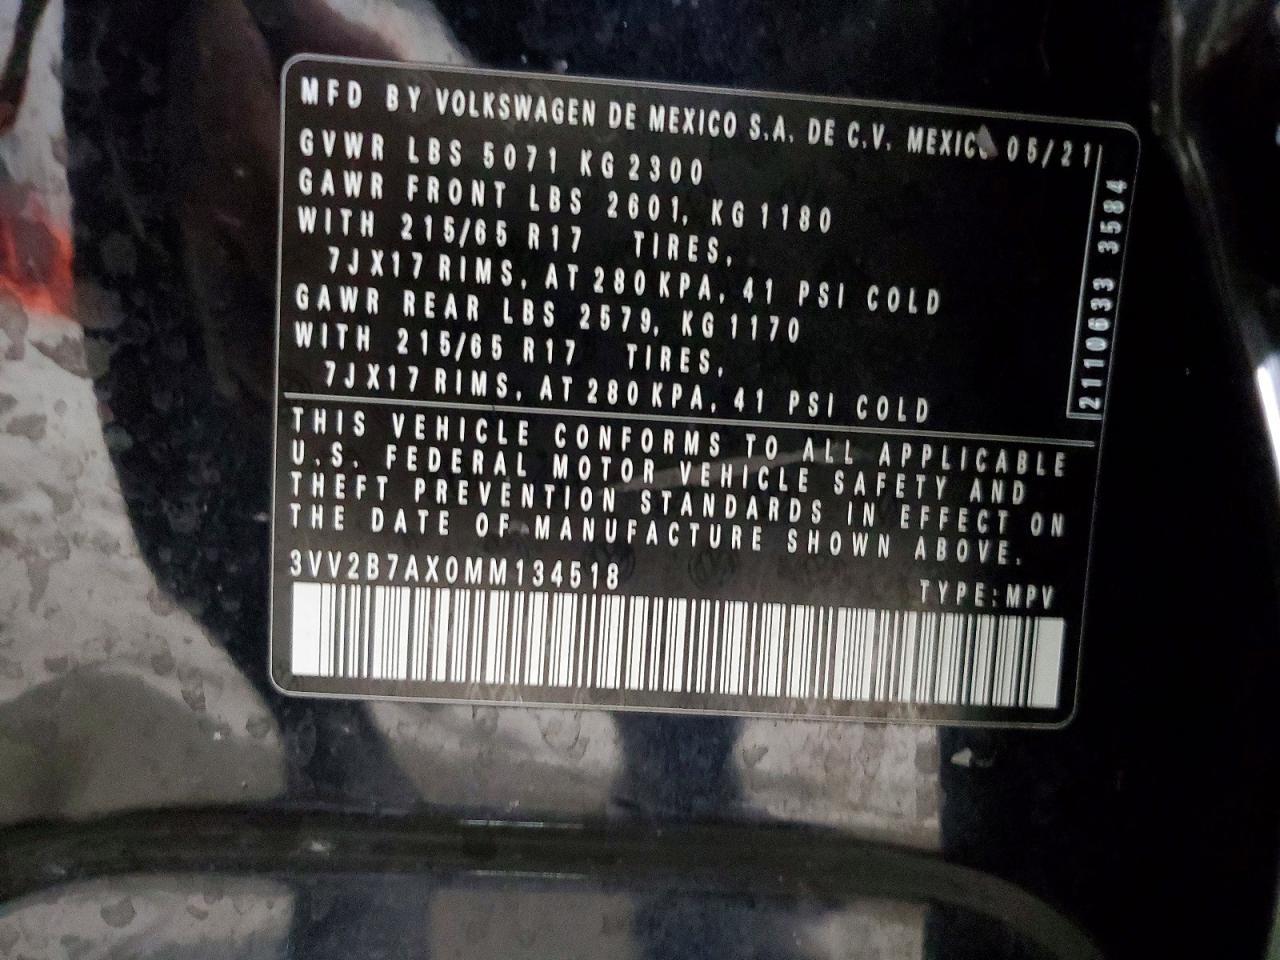 MFD BY VOLKSWAGEN DE MEXICO S.A. DE C.V. MEXICO 05/21
GVWR LBS 5071 KG 2300
GAWR FRONT LBS 2601, KG 1180
WITH 215/65 R17 TIRES,
7JX17 RIMS, AT 280 KPA, 41 PSI COLD
GAWR REAR LBS 2579, KG 1170
WITH 215/65 R17 TIRES,
7JX17 RIMS, AT 280 KPA, 41 PSI COLD
2110633 3584
THIS VEHICLE CONFORMS TO ALL APPLICABLE
U.S. FEDERAL MOTOR VEHICLE SAFETY AND
THEFT PREVENTION STANDARDS IN EFFECT ON
THE DATE OF MANUFACTURE SHOWN ABOVE.
3VV2B7AX0MM134518
TYPE:MPV